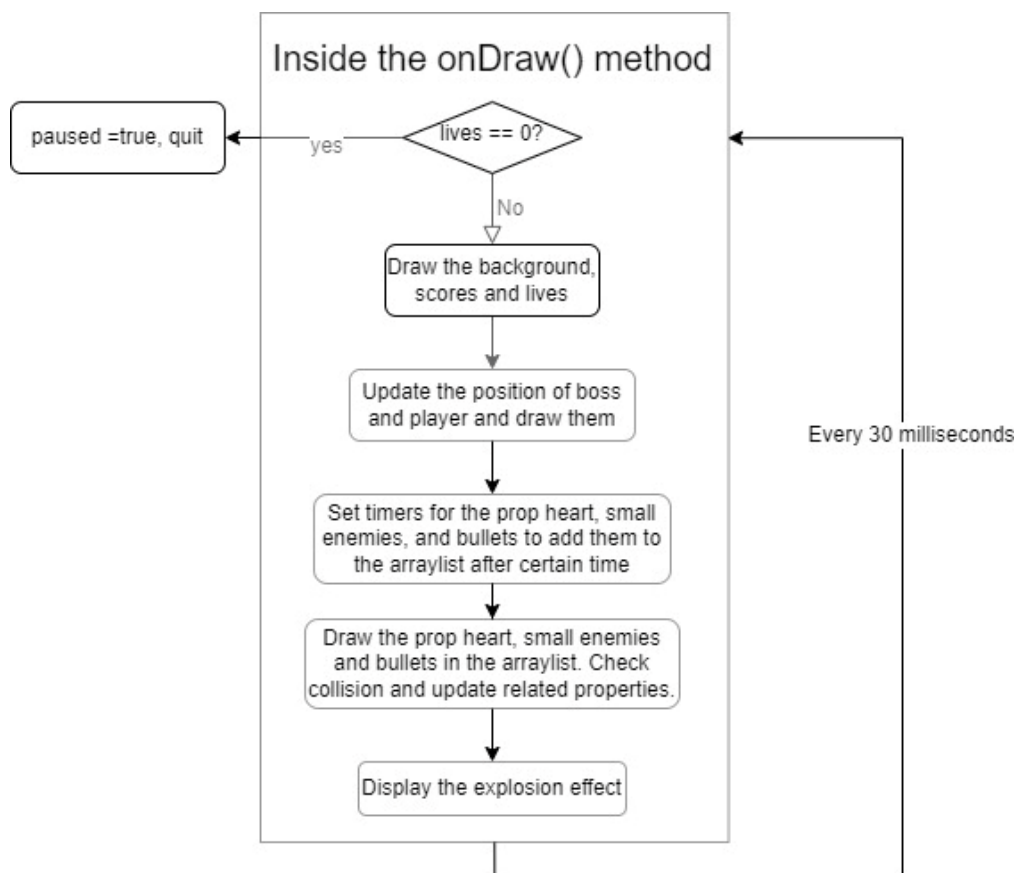 Inside the onDraw() method
lives == 0?
paused =true, quit
yes
No
Draw the background,
scores and lives
Update the position of boss
and player and draw them
Every 30 milliseconds
Set timers for the prop heart, small
enemies, and bullets to add them to
the arraylist after certain time
Draw the prop heart, small enemies
and bullets in the arraylist. Check
collision and update related properties.
Display the explosion effect